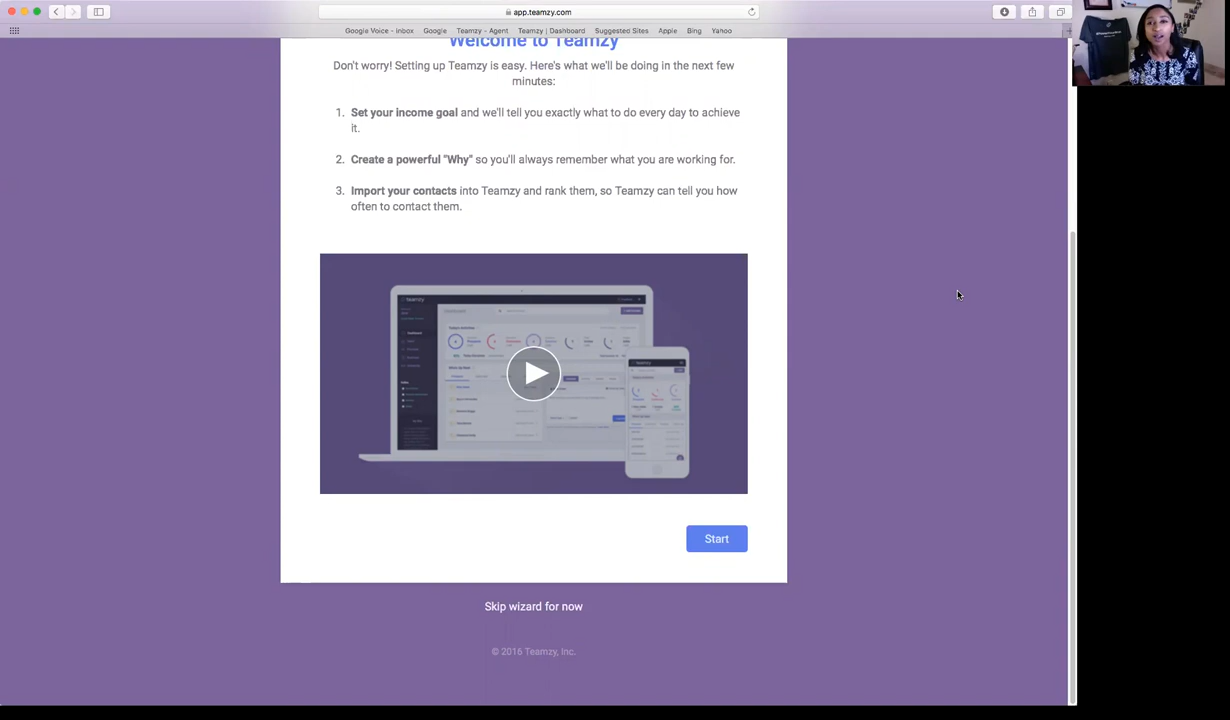 app.teamzy.com
Google Voice - Inbox Google Teamzy - Agent Teamzy | Dashboard Suggested Sites Apple Bing Yahoo
Welcome to Teamzy
Don't worry! Setting up Teamzy is easy. Here's what we'll be doing in the next few
minutes:
1. Set your income goal and we'll tell you exactly what to do every day to achieve
it.
2. Create a powerful "Why" so you'll always remember what you are working for.
3. Import your contacts into Teamzy and rank them, so Teamzy can tell you how
often to contact them.
Start
Skip wizard for now
© 2016 Teamzy, Inc.